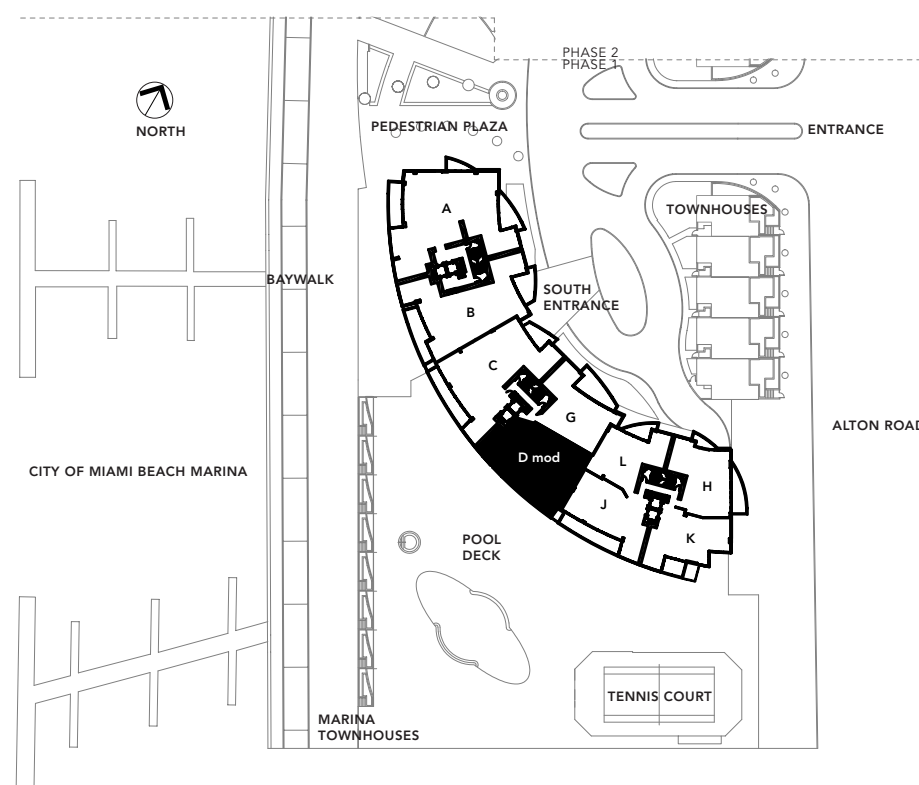 PHASE 2
PHASE 1
NORTH
PEDESTRIAN PLAZA
ENTRANCE
A
TOWNHOUSES
BAYWALK
SOUTH
ENTRANCE
B
C
G
ALTON ROAD
D mod
L
CITY OF MIAMI BEACH MARINA
H
J
POOL
DECK
K
TENNIS COURT
MARINA
TOWNHOUSES